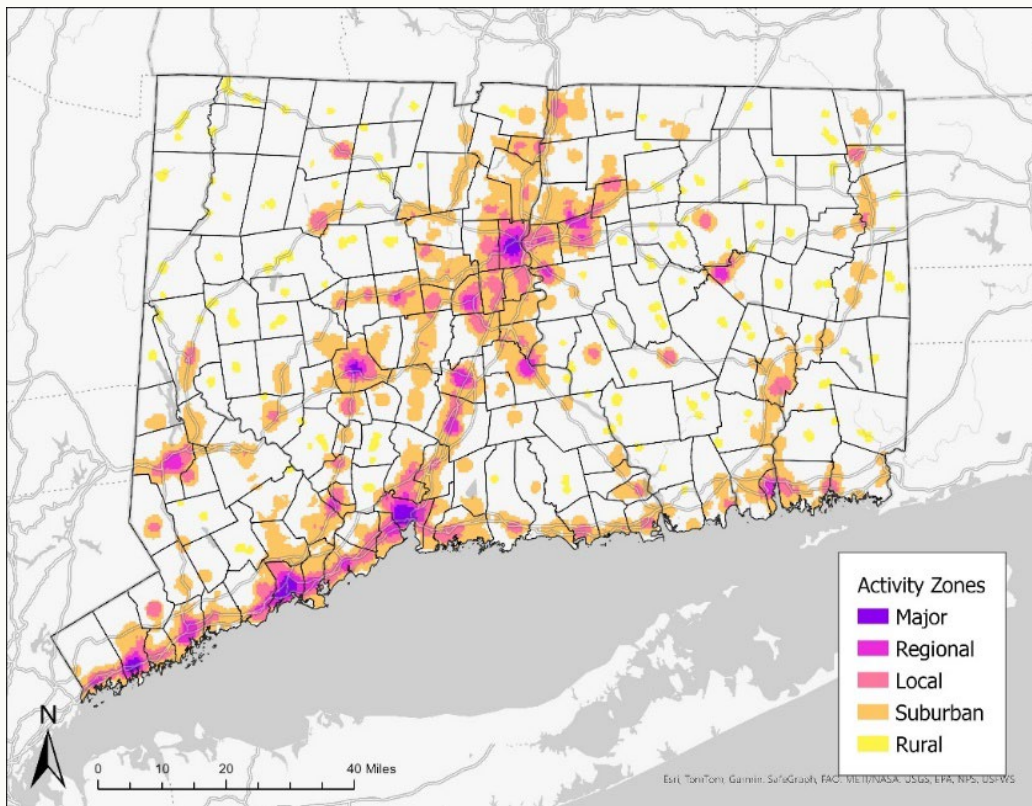 Activity Zones
Major
Regional
Local
Suburban
Rural
N
0 10 20 40 Miles
Esri, TomTom, Garmin, SafeGraph, FAO, METI/NASA, USGS, EPA, NPS, USFWS